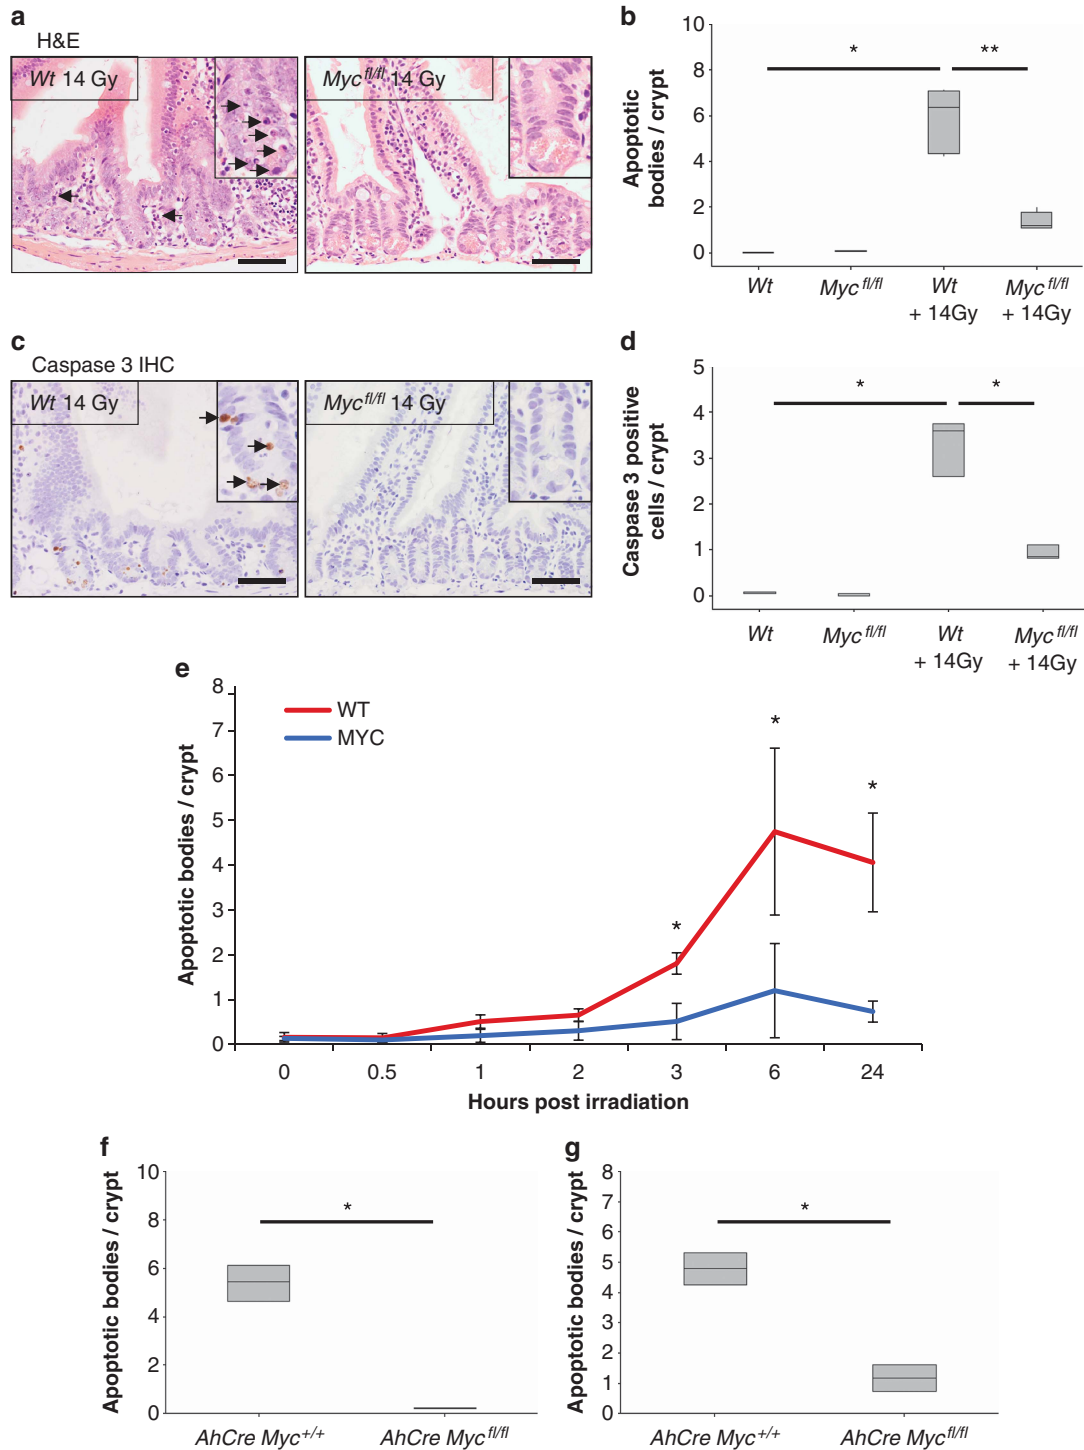 a
H&E
Wt 14 Gy
Myc fl/fl 14 Gy
b
Apoptotic
bodies / crypt
10
8
6
4
2
0
*
**
Wt
Myc fl/fl
Wt
+ 14Gy
Myc fl/fl
+ 14Gy
c
Caspase 3 IHC
Wt 14 Gy
Myc fl/fl 14 Gy
d
Caspase 3 positive
cells / crypt
5
4
3
2
1
0
*
*
Wt
Myc fl/fl
Wt
+ 14Gy
Myc fl/fl
+ 14Gy
e
Apoptotic bodies / crypt
8
7
6
5
4
3
2
1
0
WT
MYC
*
*
*
0 0.5 1 2 3 6 24
Hours post irradiation
f
Apoptotic bodies / crypt
10
8
6
4
2
0
*
AhCre Myc+/+
AhCre Mycfl/fl
g
Apoptotic bodies / crypt
8
7
6
5
4
3
2
1
0
*
AhCre Myc+/+
AhCre Mycfl/fl